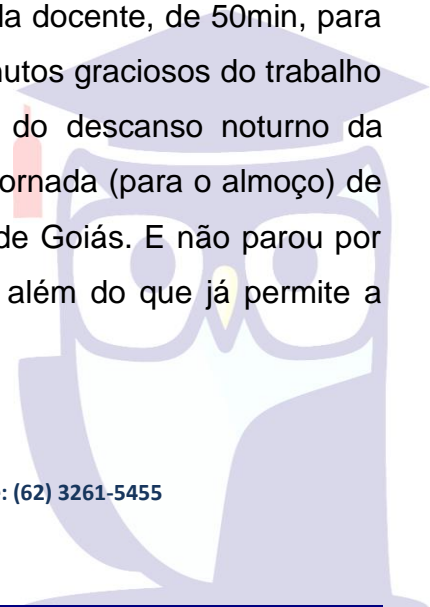 la docente, de 50min, para
nutos graciosos do trabalho
do descanso noturno da
ornada (para o almoço) de
de Goiás. E não parou por
além do que já permite a
: (62) 3261-5455